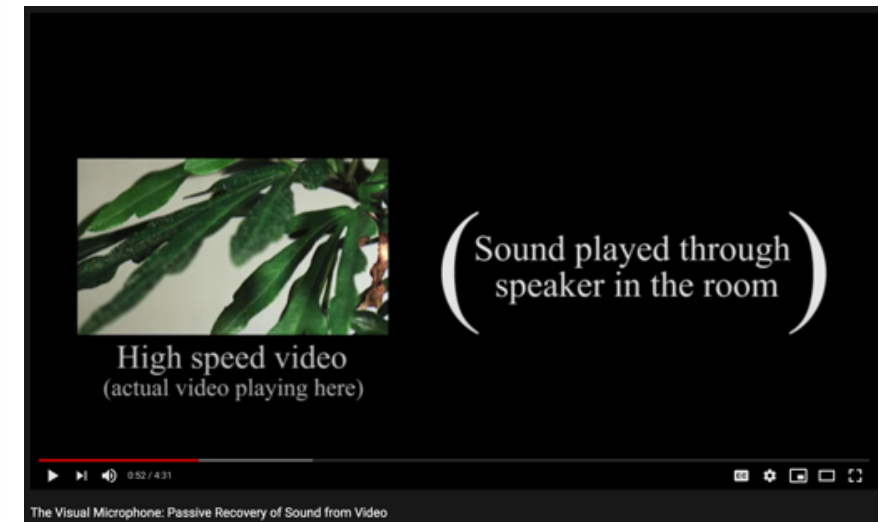 Sound played through
speaker in the room
High speed video
(actual video playing here)
0:52 / 4:31
CC
The Visual Microphone: Passive Recovery of Sound from Video